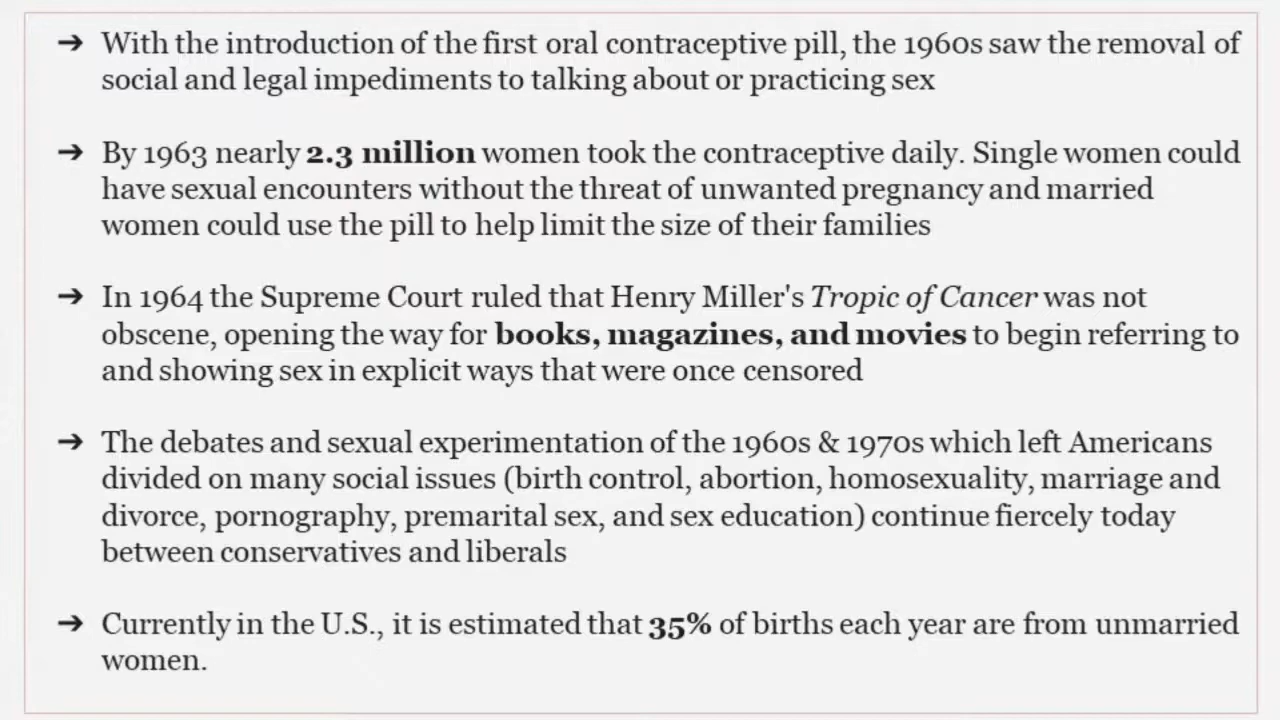 ➔ With the introduction of the first oral contraceptive pill, the 1960s saw the removal of
social and legal impediments to talking about or practicing sex
➔ By 1963 nearly 2.3 million women took the contraceptive daily. Single women could
have sexual encounters without the threat of unwanted pregnancy and married
women could use the pill to help limit the size of their families
➔ In 1964 the Supreme Court ruled that Henry Miller's Tropic of Cancer was not
obscene, opening the way for books, magazines, and movies to begin referring to
and showing sex in explicit ways that were once censored
➔ The debates and sexual experimentation of the 1960s & 1970s which left Americans
divided on many social issues (birth control, abortion, homosexuality, marriage and
divorce, pornography, premarital sex, and sex education) continue fiercely today
between conservatives and liberals
➔ Currently in the U.S., it is estimated that 35% of births each year are from unmarried
women.